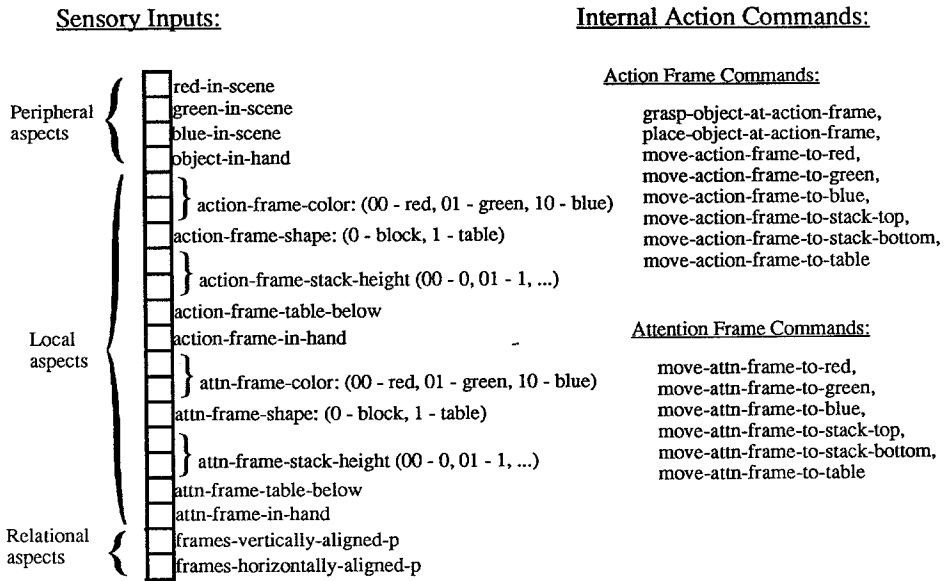 Sensory Inputs:
Peripheral
aspects
red-in-scene
green-in-scene
blue-in-scene
object-in-hand
Local
aspects
action-frame-color: (00 - red, 01 - green, 10 - blue)
action-frame-shape: (0 - block, 1 - table)
action-frame-stack-height (00 - 0, 01 - 1, ...)
action-frame-table-below
action-frame-in-hand
attn-frame-color: (00 - red, 01 - green, 10 - blue)
attn-frame-shape: (0 - block, 1 - table)
attn-frame-stack-height (00 - 0, 01 - 1, ...)
attn-frame-table-below
attn-frame-in-hand
Relational
aspects
frames-vertically-aligned-p
frames-horizontally-aligned-p
Internal Action Commands:
Action Frame Commands:
grasp-object-at-action-frame,
place-object-at-action-frame,
move-action-frame-to-red,
move-action-frame-to-green,
move-action-frame-to-blue,
move-action-frame-to-stack-top,
move-action-frame-to-stack-bottom,
move-action-frame-to-table
Attention Frame Commands:
move-attn-frame-to-red,
move-attn-frame-to-green,
move-attn-frame-to-blue,
move-attn-frame-to-stack-top,
move-attn-frame-to-stack-bottom,
move-attn-frame-to-table